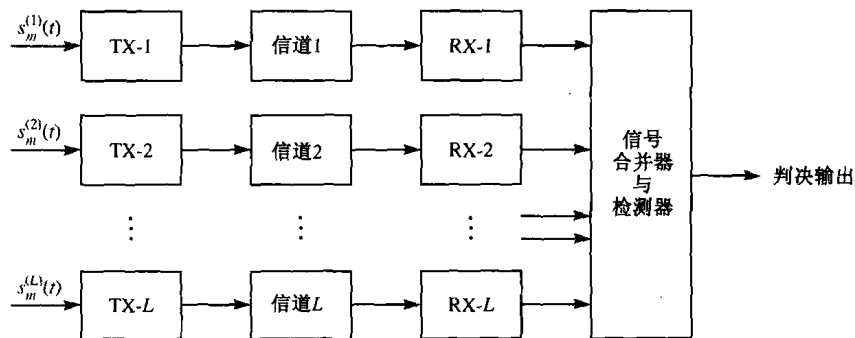 s_m^{(1)}(t) TX-1 信道1 RX-1
s_m^{(2)}(t) TX-2 信道2 RX-2
⋮ ⋮ ⋮
s_m^{(L)}(t) TX-L 信道L RX-L
信号
合并器
与
检测器
判决输出